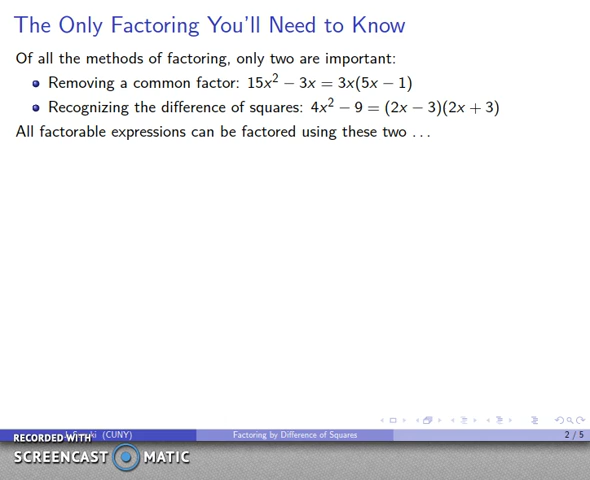 The Only Factoring You'll Need to Know
Of all the methods of factoring, only two are important:
Removing a common factor: 15x² − 3x = 3x(5x − 1)
Recognizing the difference of squares: 4x² − 9 = (2x − 3)(2x + 3)
All factorable expressions can be factored using these two . . .
(CUNY) Factoring by Difference of Squares 2 / 5
RECORDED WITH
SCREENCAST MATIC